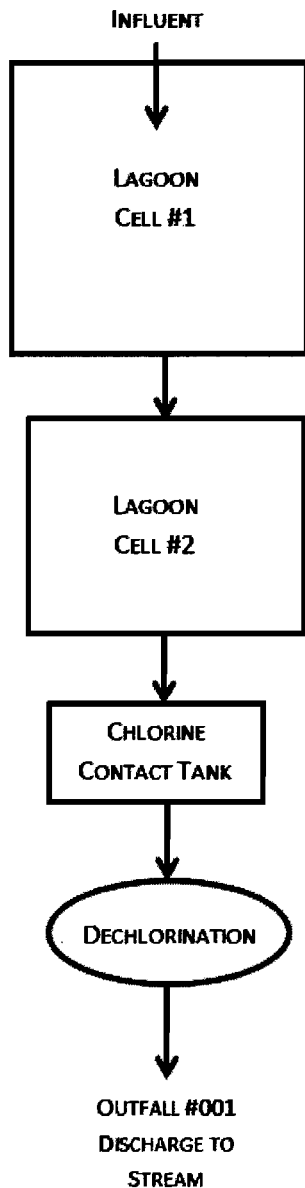 INFLUENT
LAGOON
CELL #1
LAGOON
CELL #2
CHLORINE
CONTACT TANK
DECHLORINATION
OUTFALL #001
DISCHARGE TO
STREAM